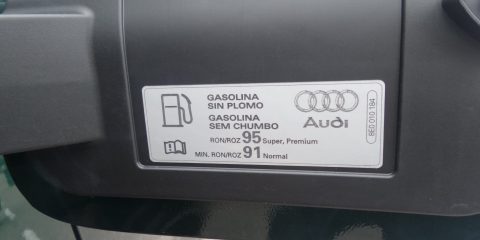 GASOLINA
SIN PLOMO
GASOLINA
SEM CHUMBO
RON/ROZ 95 Super, Premium
MIN. RON/ROZ 91 Normal
Audi
8E0 010 184